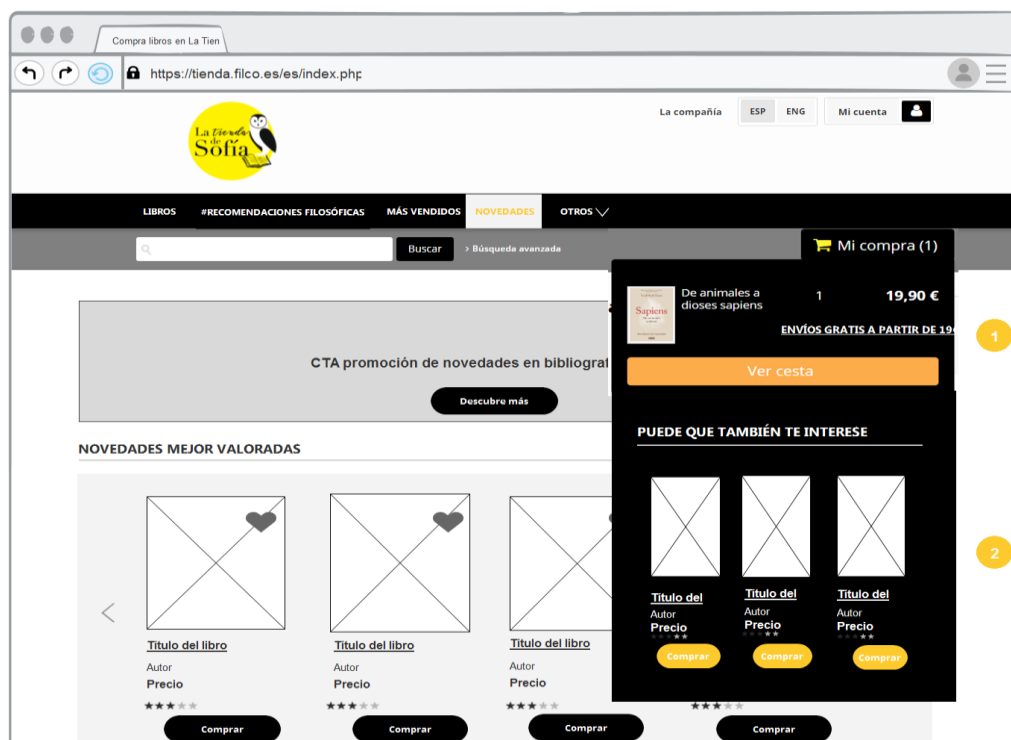 Compra libros en La Tien
https://tienda.filco.es/es/index.php
La tienda
de
Sofía
La compañía
ESP
ENG
Mi cuenta
LIBROS
#RECOMENDACIONES FILOSÓFICAS
MÁS VENDIDOS
NOVEDADES
OTROS
Buscar
› Búsqueda avanzada
Mi compra (1)
Sapiens
De animales a
dioses sapiens
1
19,90 €
ENVÍOS GRATIS A PARTIR DE 19€
1
Ver cesta
CTA promoción de novedades en bibliograf
Descubre más
PUEDE QUE TAMBIÉN TE INTERESE
NOVEDADES MEJOR VALORADAS
2
Titulo del
Autor
Precio
Comprar
Titulo del
Autor
Precio
Comprar
Titulo del
Autor
Precio
Comprar
Titulo del libro
Autor
Precio
Comprar
Titulo del libro
Autor
Precio
Comprar
Titulo del libro
Autor
Precio
Comprar
Comprar